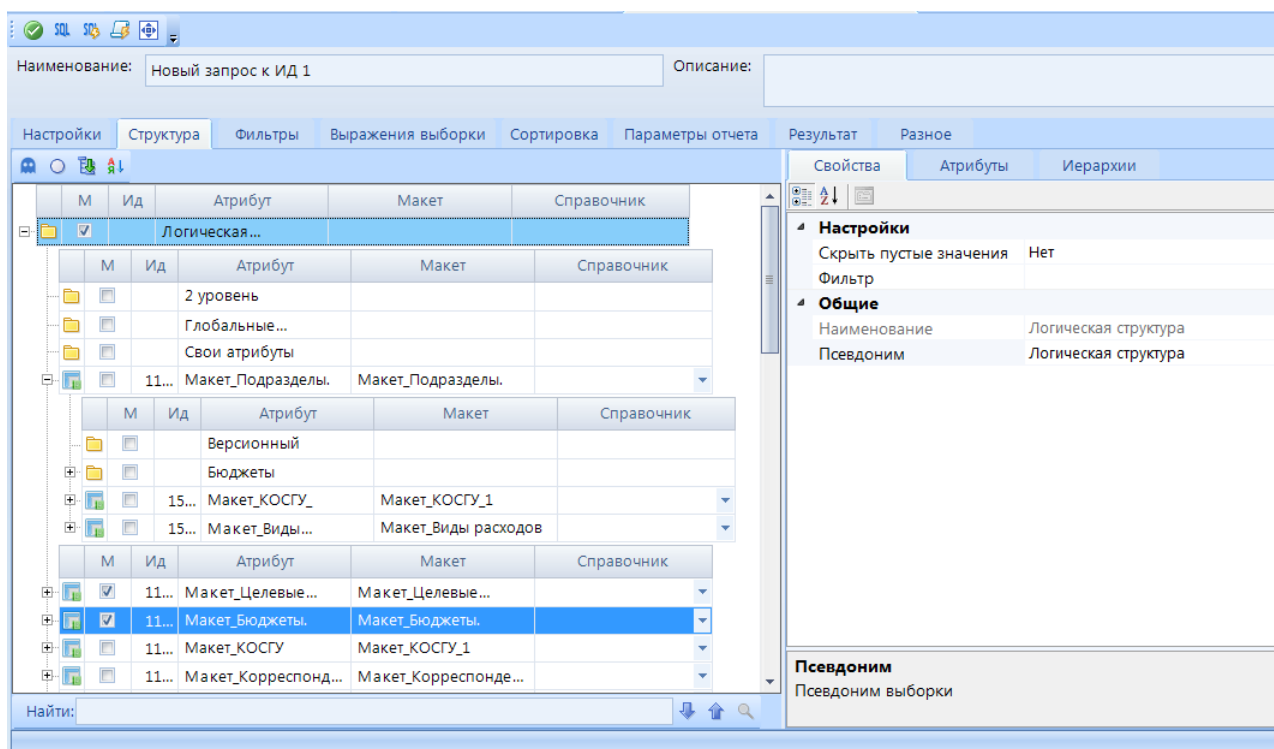 SQL
Наименование: Новый запрос к ИД 1 Описание:
Настройки Структура Фильтры Выражения выборки Сортировка Параметры отчета Результат Разное
Свойства Атрибуты Иерархии
М Ид Атрибут Макет Справочник
Логическая...
М Ид Атрибут Макет Справочник
2 уровень
Глобальные...
Свои атрибуты
11... Макет_Подразделы. Макет_Подразделы.
М Ид Атрибут Макет Справочник
Версионный
Бюджеты
15... Макет_КОСГУ_ Макет_КОСГУ_1
15... Макет_Виды... Макет_Виды расходов
М Ид Атрибут Макет Справочник
11... Макет_Целевые... Макет_Целевые...
11... Макет_Бюджеты. Макет_Бюджеты.
11... Макет_КОСГУ Макет_КОСГУ_1
11... Макет_Корреспонд... Макет_Корреспонде...
Найти:
Настройки
Скрыть пустые значения Нет
Фильтр
Общие
Наименование Логическая структура
Псевдоним Логическая структура
Псевдоним
Псевдоним выборки